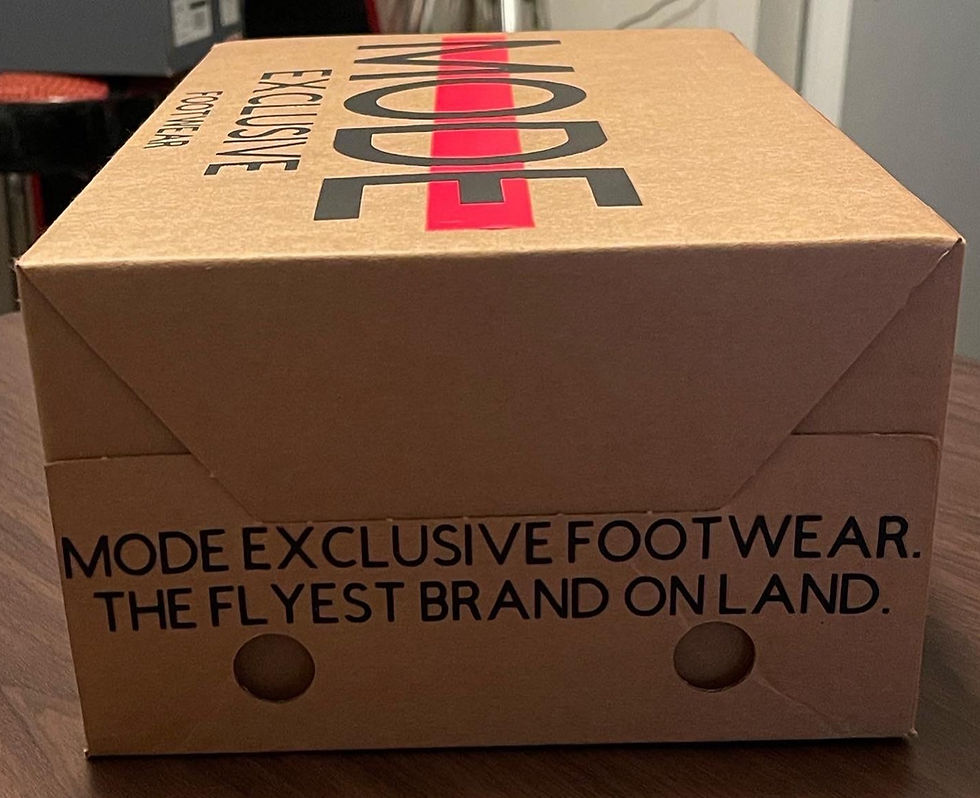 MODE
EXCLUSIVE
FOOTWEAR
MODE EXCLUSIVE FOOTWEAR.
THE FLYEST BRAND ON LAND.